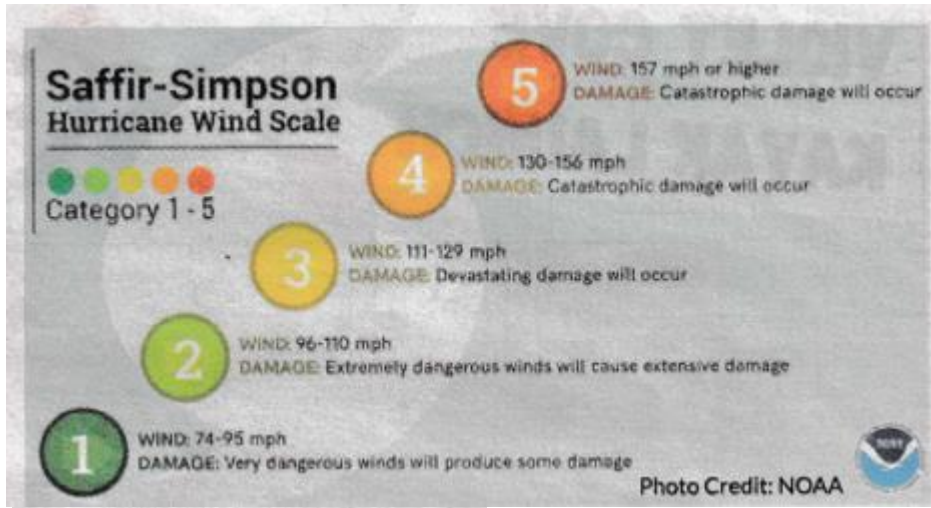 Saffir-Simpson
Hurricane Wind Scale
Category 1 - 5
5
WIND: 157 mph or higher
DAMAGE: Catastrophic damage will occur
4
WIND: 130-156 mph
DAMAGE: Catastrophic damage will occur
3
WIND: 111-129 mph
DAMAGE: Devastating damage will occur
2
WIND: 96-110 mph
DAMAGE: Extremely dangerous winds will cause extensive damage
1
WIND: 74-95 mph
DAMAGE: Very dangerous winds will produce some damage
Photo Credit: NOAA